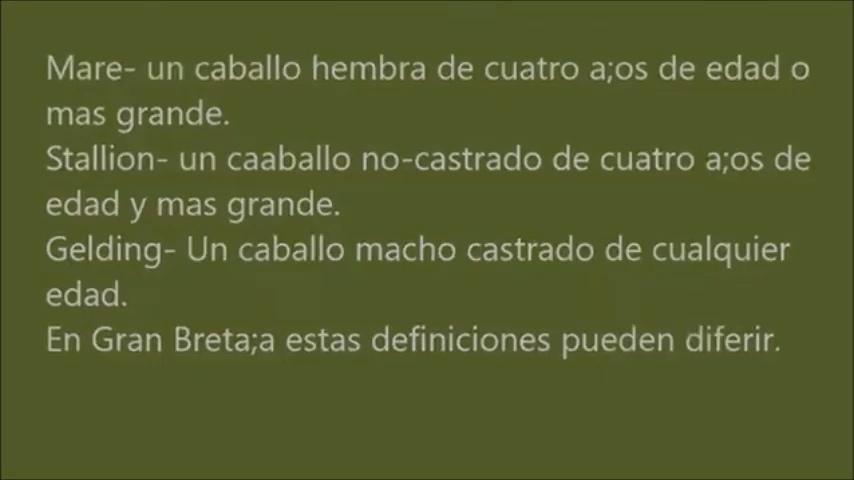 Mare- un caballo hembra de cuatro a;os de edad o
mas grande.
Stallion- un caaballo no-castrado de cuatro a;os de
edad y mas grande.
Gelding- Un caballo macho castrado de cualquier
edad.
En Gran Breta;a estas definiciones pueden diferir.